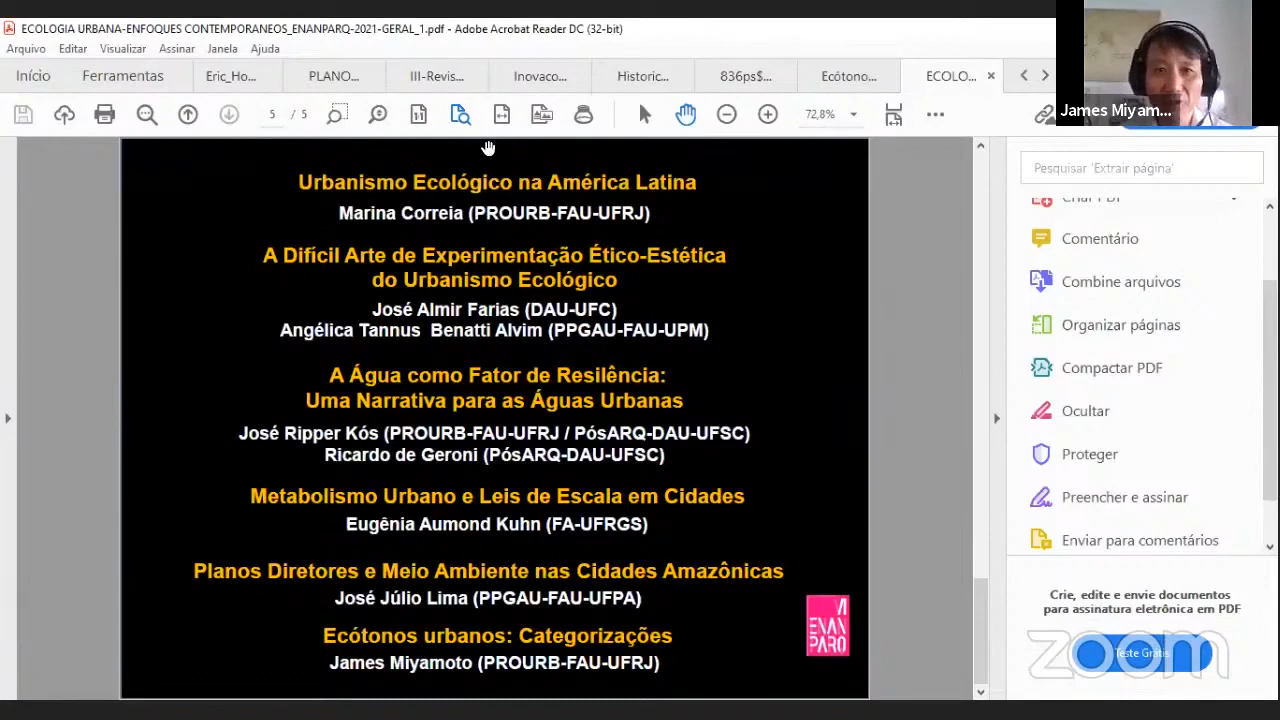 ECOLOGIA URBANA-ENFOQUES CONTEMPORANEOS_ENANPARQ-2021-GERAL_1.pdf - Adobe Acrobat Reader DC (32-bit)
Arquivo Editar Visualizar Assinar Janela Ajuda
Início Ferramentas Eric_Ho... PLANO... III-Revis... Inovaco... Historic... 836ps$... Ecótono... ECOLO... ×
5 / 5 72,8%
James Miyam...
Urbanismo Ecológico na América Latina
Marina Correia (PROURB-FAU-UFRJ)
A Difícil Arte de Experimentação Ético-Estética
do Urbanismo Ecológico
José Almir Farias (DAU-UFC)
Angélica Tannus Benatti Alvim (PPGAU-FAU-UPM)
A Água como Fator de Resilência:
Uma Narrativa para as Águas Urbanas
José Ripper Kós (PROURB-FAU-UFRJ / PósARQ-DAU-UFSC)
Ricardo de Geroni (PósARQ-DAU-UFSC)
Metabolismo Urbano e Leis de Escala em Cidades
Eugênia Aumond Kuhn (FA-UFRGS)
Planos Diretores e Meio Ambiente nas Cidades Amazônicas
José Júlio Lima (PPGAU-FAU-UFPA)
Ecótonos urbanos: Categorizações
James Miyamoto (PROURB-FAU-UFRJ)
VI
ENAN
PARQ
Pesquisar 'Extrair página'
Criar PDF
Comentário
Combine arquivos
Organizar páginas
Compactar PDF
Ocultar
Proteger
Preencher e assinar
Enviar para comentários
Crie, edite e envie documentos
para assinatura eletrônica em PDF
Teste Grátis
zoom